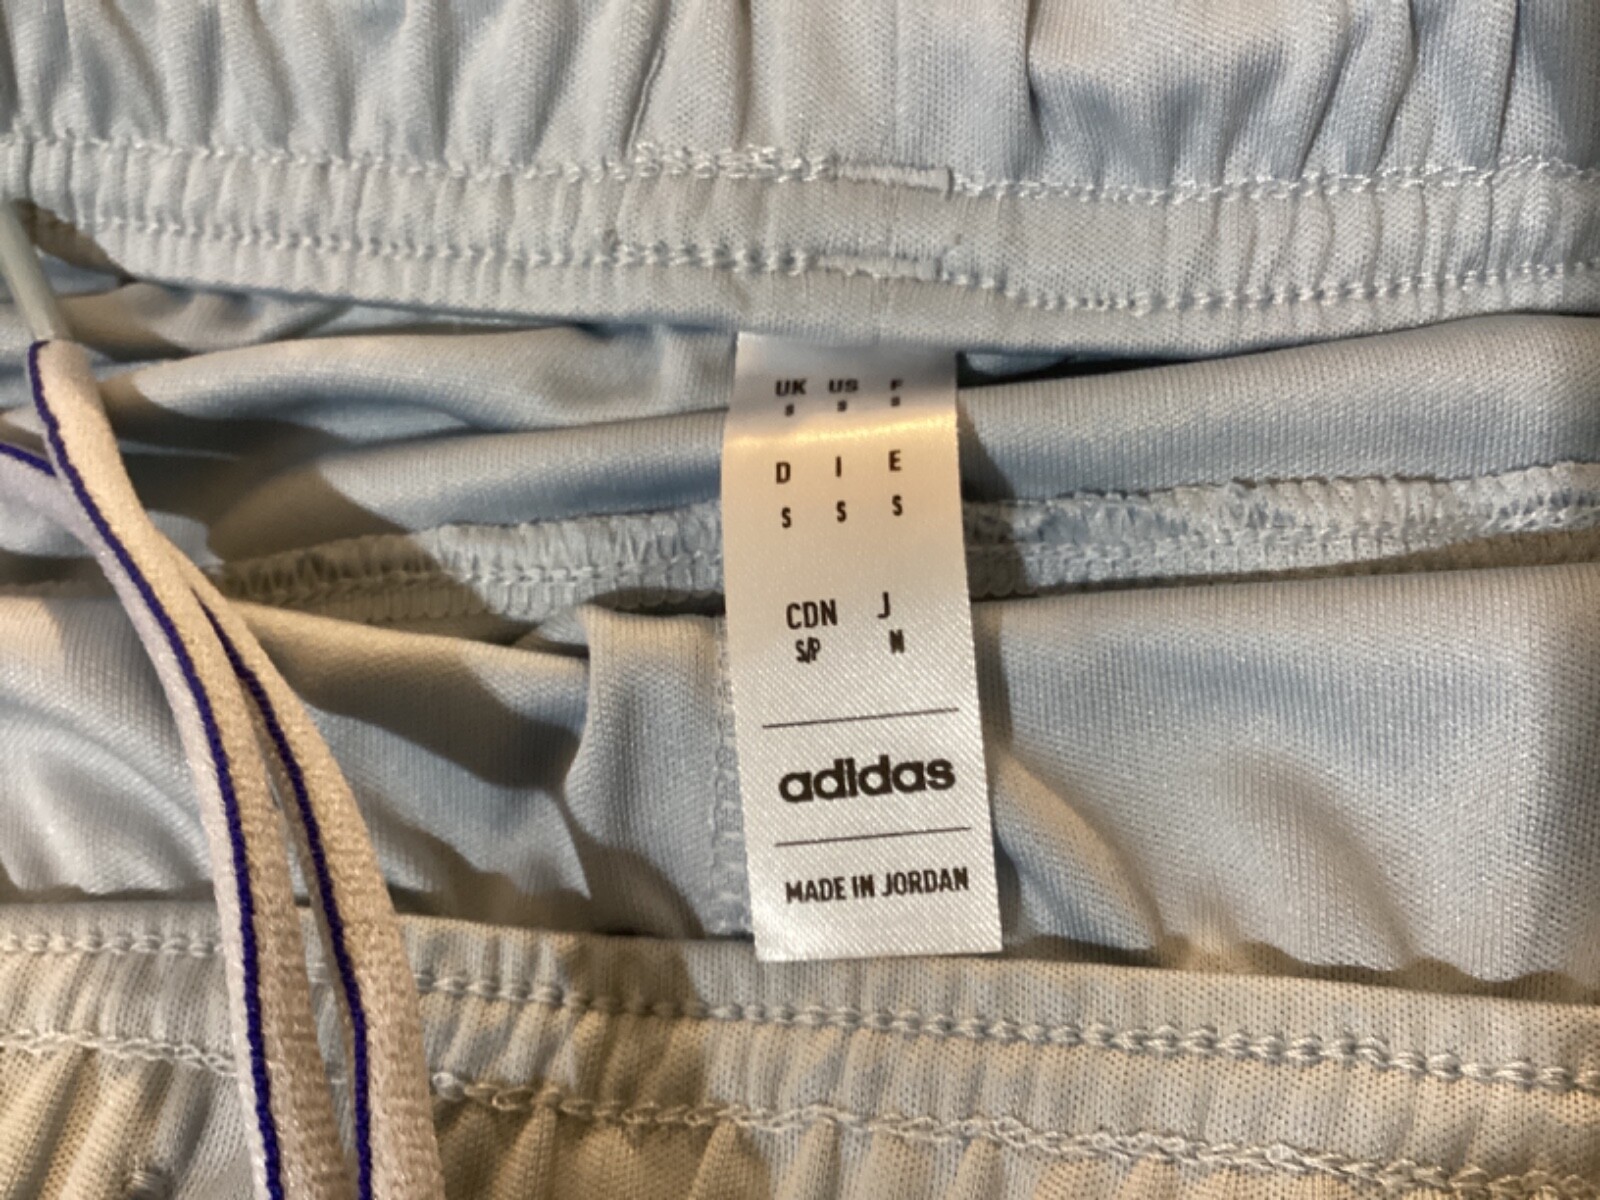 UK US F
S S S
D I E
S S S
CDN J
S/P M
adidas
MADE IN JORDAN